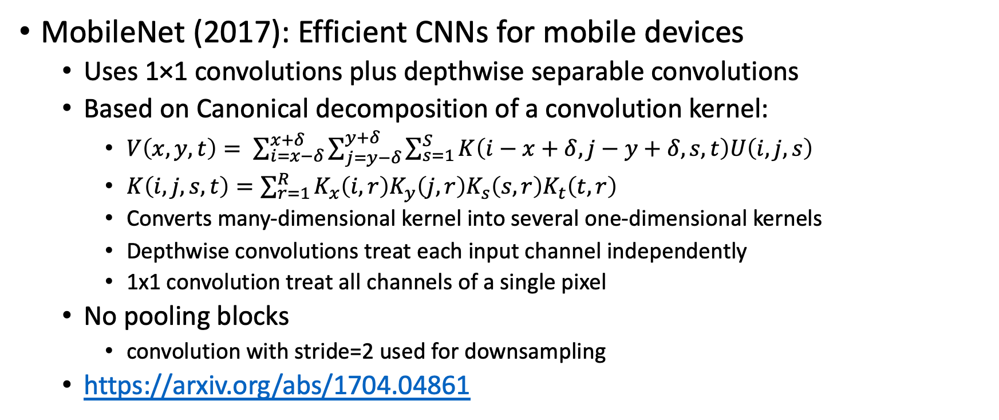 • MobileNet (2017): Efficient CNNs for mobile devices
• Uses 1×1 convolutions plus depthwise separable convolutions
• Based on Canonical decomposition of a convolution kernel:
• $V(x, y, t) = \sum_{i=x-\delta}^{x+\delta} \sum_{j=y-\delta}^{y+\delta} \sum_{s=1}^{S} K(i - x + \delta, j - y + \delta, s, t)U(i, j, s)$
• $K(i, j, s, t) = \sum_{r=1}^{R} K_x(i, r)K_y(j, r)K_s(s, r)K_t(t, r)$
• Converts many-dimensional kernel into several one-dimensional kernels
• Depthwise convolutions treat each input channel independently
• 1x1 convolution treat all channels of a single pixel
• No pooling blocks
• convolution with stride=2 used for downsampling
• https://arxiv.org/abs/1704.04861